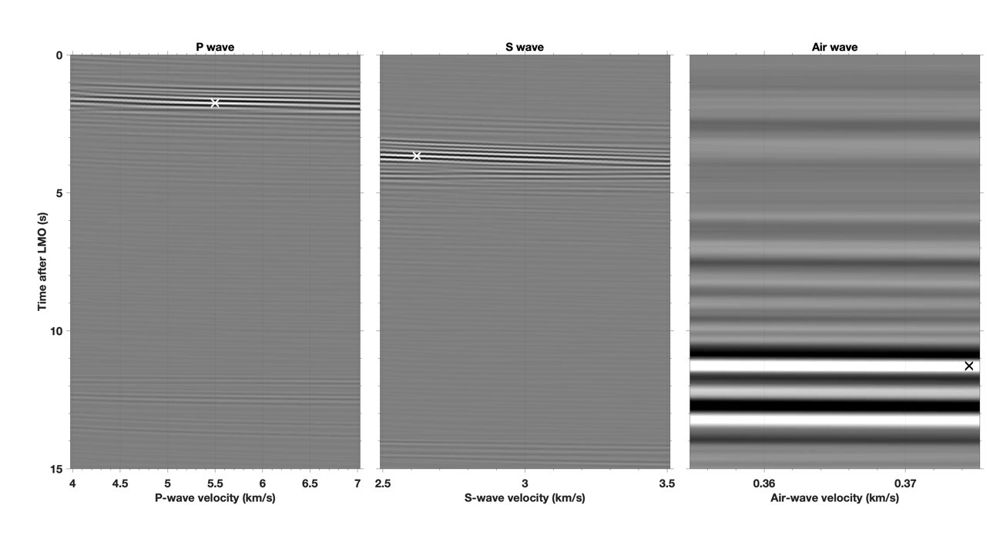 P wave
S wave
Air wave
0
5
10
15
Time after LMO (s)
4 4.5 5 5.5 6 6.5 7
2.5 3 3.5
0.36 0.37
P-wave velocity (km/s)
S-wave velocity (km/s)
Air-wave velocity (km/s)